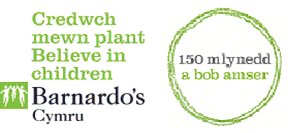 Credwch
mewn plant
Believe in
children
Barnardo's
Cymru
150 mlynedd
a bob amser